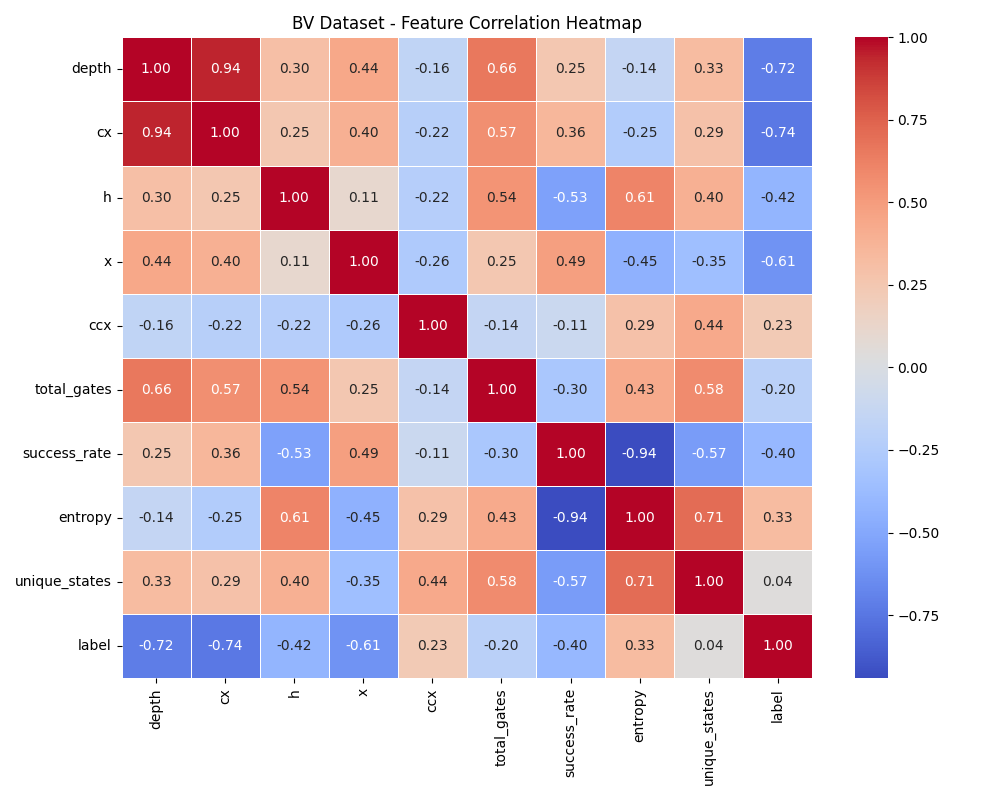 BV Dataset - Feature Correlation Heatmap
depth 1.00 0.94 0.30 0.44 -0.16 0.66 0.25 -0.14 0.33 -0.72
cx 0.94 1.00 0.25 0.40 -0.22 0.57 0.36 -0.25 0.29 -0.74
h 0.30 0.25 1.00 0.11 -0.22 0.54 -0.53 0.61 0.40 -0.42
x 0.44 0.40 0.11 1.00 -0.26 0.25 0.49 -0.45 -0.35 -0.61
ccx -0.16 -0.22 -0.22 -0.26 1.00 -0.14 -0.11 0.29 0.44 0.23
total_gates 0.66 0.57 0.54 0.25 -0.14 1.00 -0.30 0.43 0.58 -0.20
success_rate 0.25 0.36 -0.53 0.49 -0.11 -0.30 1.00 -0.94 -0.57 -0.40
entropy -0.14 -0.25 0.61 -0.45 0.29 0.43 -0.94 1.00 0.71 0.33
unique_states 0.33 0.29 0.40 -0.35 0.44 0.58 -0.57 0.71 1.00 0.04
label -0.72 -0.74 -0.42 -0.61 0.23 -0.20 -0.40 0.33 0.04 1.00
depth cx h x ccx total_gates success_rate entropy unique_states label
1.00
0.75
0.50
0.25
0.00
−0.25
−0.50
−0.75